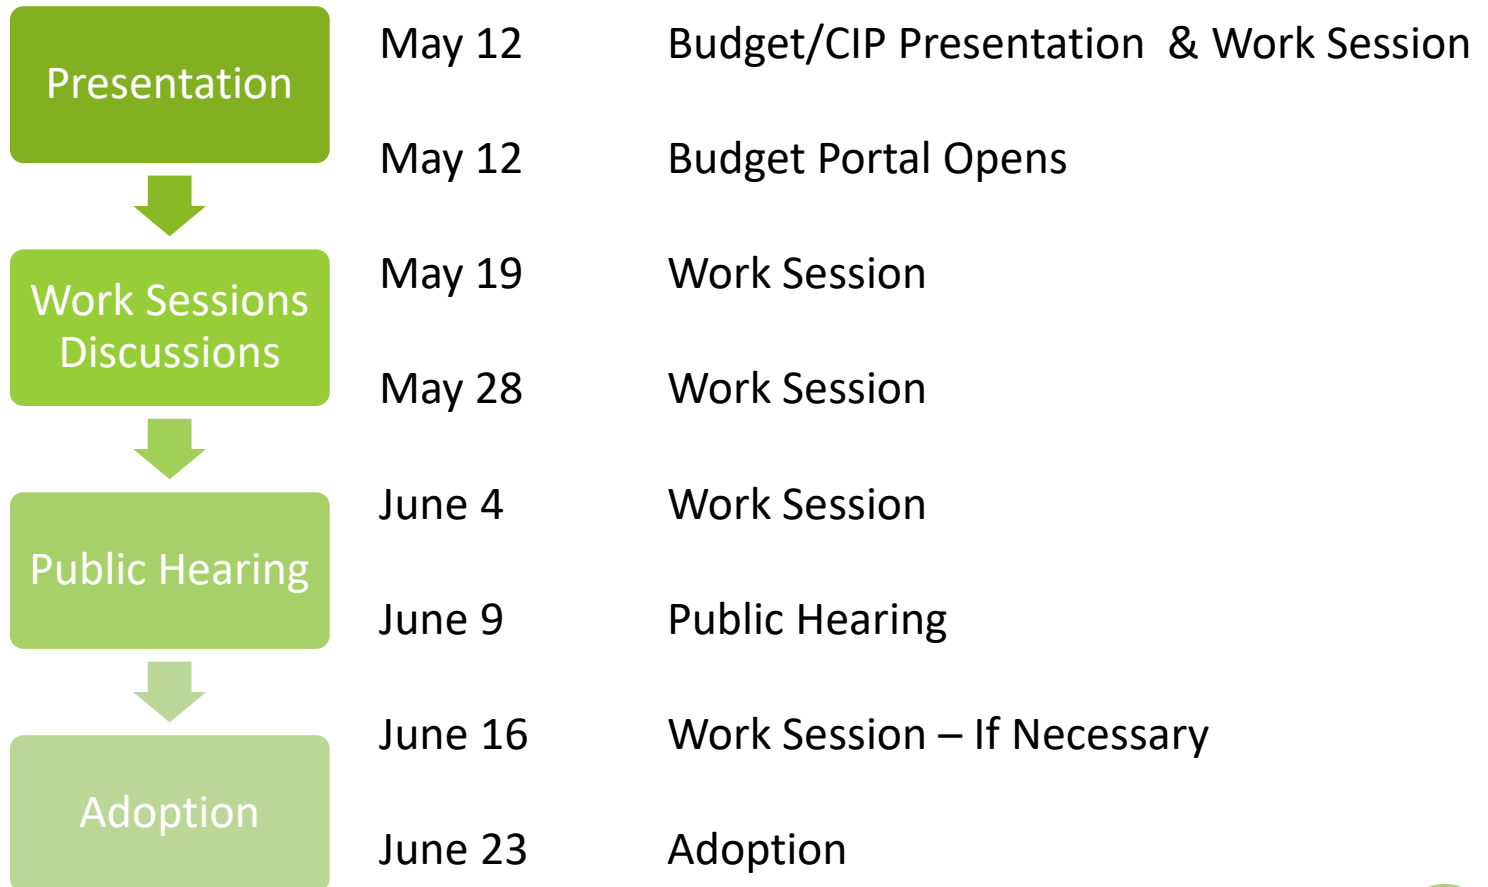 Presentation
Work Sessions
Discussions
Public Hearing
Adoption
May 12 Budget/CIP Presentation & Work Session
May 12 Budget Portal Opens
May 19 Work Session
May 28 Work Session
June 4 Work Session
June 9 Public Hearing
June 16 Work Session – If Necessary
June 23 Adoption